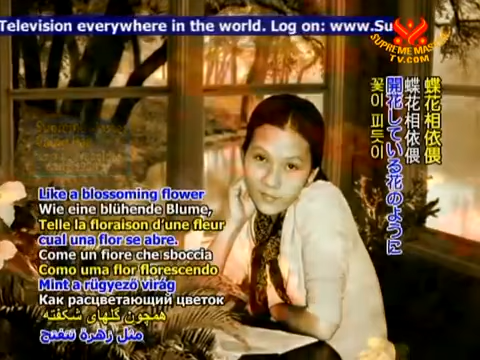 Television everywhere in the world. Log on: www.Su
SUPREME MASTER
TV.COM
蝶花相依偎
蝶花相依偎
開花している花のように
꽃이 피듯이
Like a blossoming flower
Wie eine blühende Blume,
Telle la floraison d'une fleur
cual una flor se abre.
Come un fiore che sboccia
Como uma flor florescendo
Mint a rügyező virág
Как расцветающий цветок
همچون گلهای شکفته
مثل زهرة تتفتح